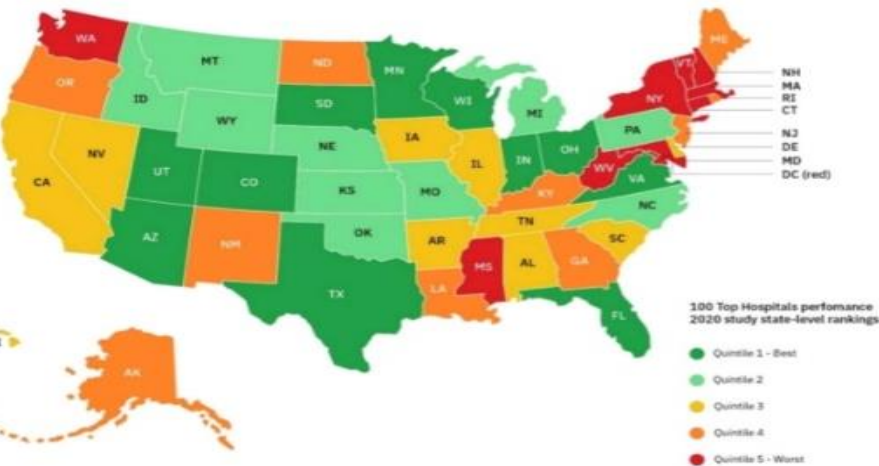 WA
MT
ND
MN
ME
VT
NH
MA
RI
CT
NJ
DE
MD
DC (red)
OR
ID
SD
WI
MI
NY
WY
PA
IA
NE
NV
UT
CO
IL
IN
OH
WV
VA
CA
KS
MO
KY
NC
TN
AZ
NM
OK
AR
SC
MS
AL
GA
TX
LA
FL
AK
100 Top Hospitals perfomance
2020 study state-level rankings
Quintile 1 - Best
Quintile 2
Quintile 3
Quintile 4
Quintile 5 - Worst